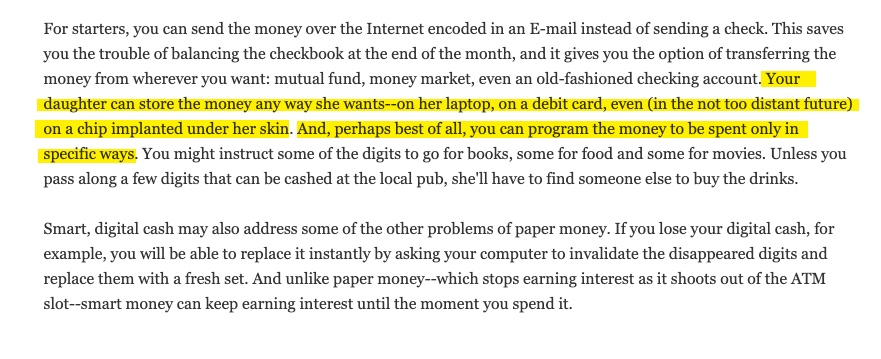 For starters, you can send the money over the Internet encoded in an E-mail instead of sending a check. This saves
you the trouble of balancing the checkbook at the end of the month, and it gives you the option of transferring the
money from wherever you want: mutual fund, money market, even an old-fashioned checking account. Your
daughter can store the money any way she wants--on her laptop, on a debit card, even (in the not too distant future)
on a chip implanted under her skin. And, perhaps best of all, you can program the money to be spent only in
specific ways. You might instruct some of the digits to go for books, some for food and some for movies. Unless you
pass along a few digits that can be cashed at the local pub, she'll have to find someone else to buy the drinks.
Smart, digital cash may also address some of the other problems of paper money. If you lose your digital cash, for
example, you will be able to replace it instantly by asking your computer to invalidate the disappeared digits and
replace them with a fresh set. And unlike paper money--which stops earning interest as it shoots out of the ATM
slot--smart money can keep earning interest until the moment you spend it.